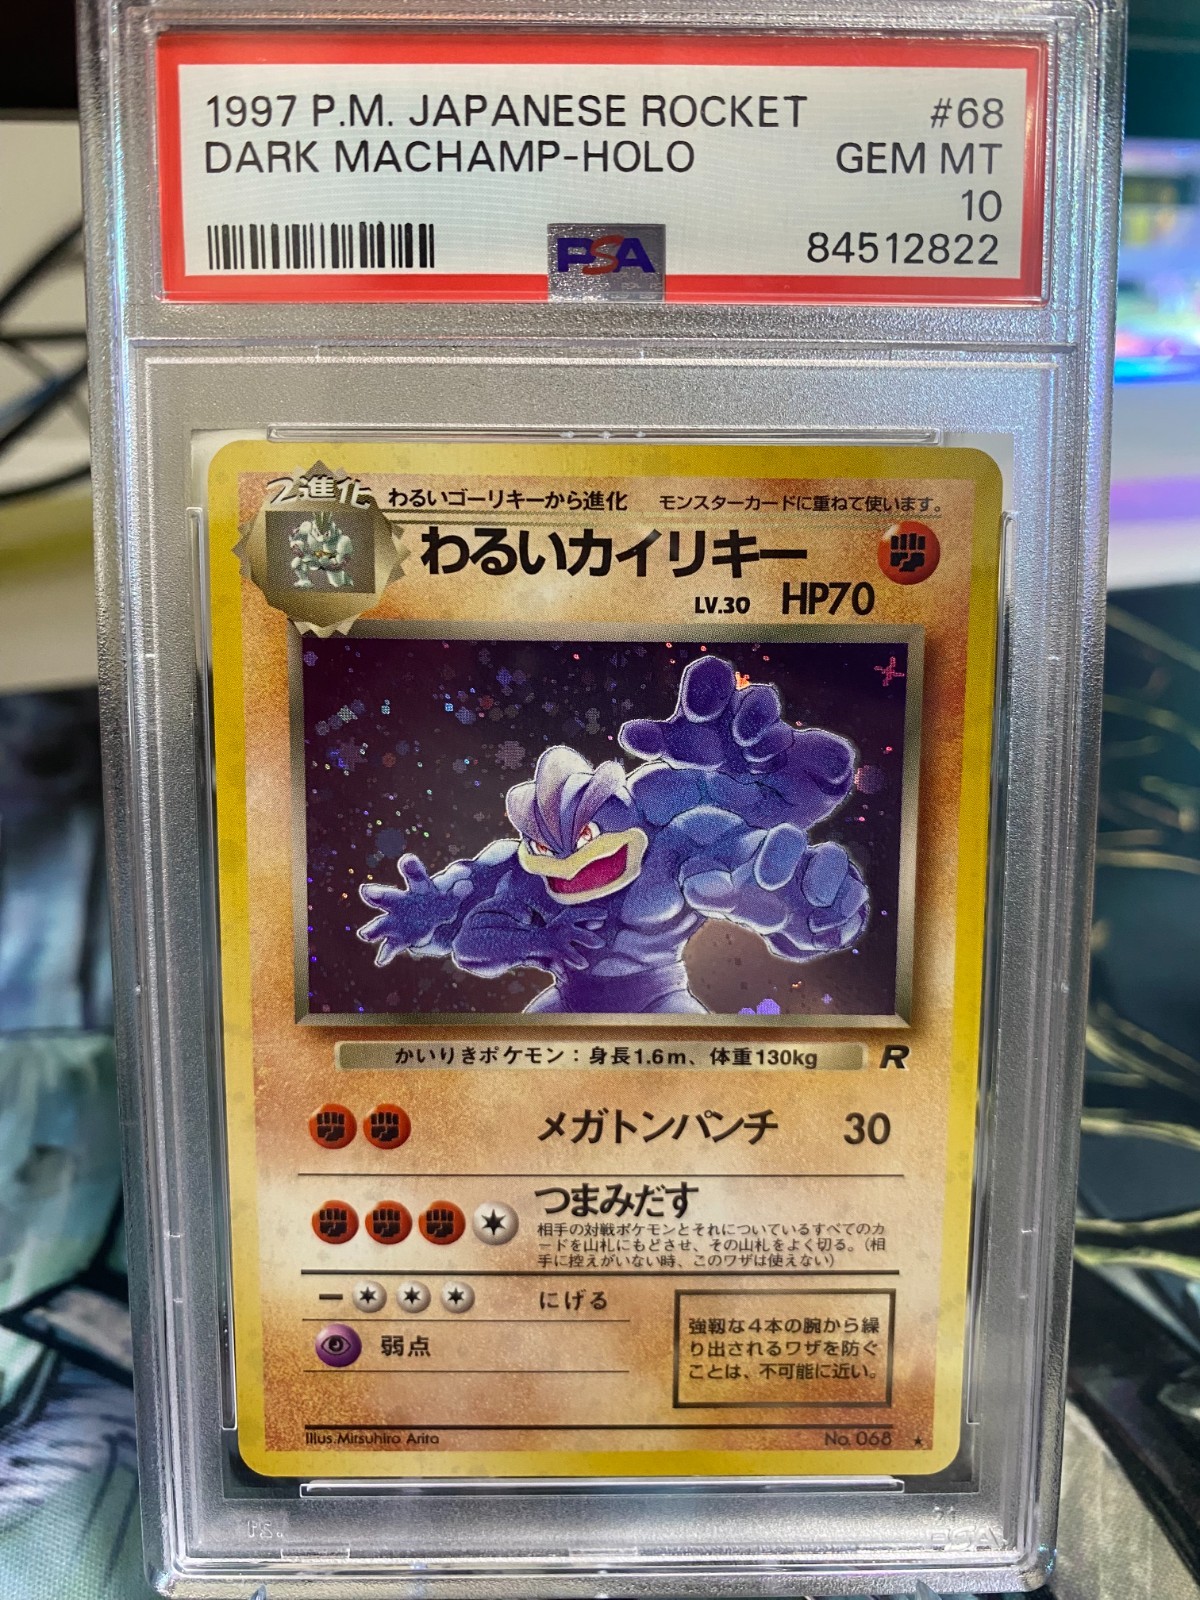 1997 P.M. JAPANESE ROCKET #68
DARK MACHAMP-HOLO GEM MT
10
PSA 84512822
2進化 わるいゴーリキーから進化 モンスターカードに重ねて使います。
わるいカイリキー
LV.30 HP70
かいりきポケモン：身長1.6m、体重130kg R
メガトンパンチ 30
つまみだす
相手の対戦ポケモンとそれについているすべてのカ
ードを山札にもどさせ、その山札をよく切る。（相
手に控えがいない時、このワザは使えない）
ー にげる
弱点
強靱な4本の腕から繰
り出されるワザを防ぐ
ことは、不可能に近い。
Illus.Mitsuhiro Arita No. 068 ★